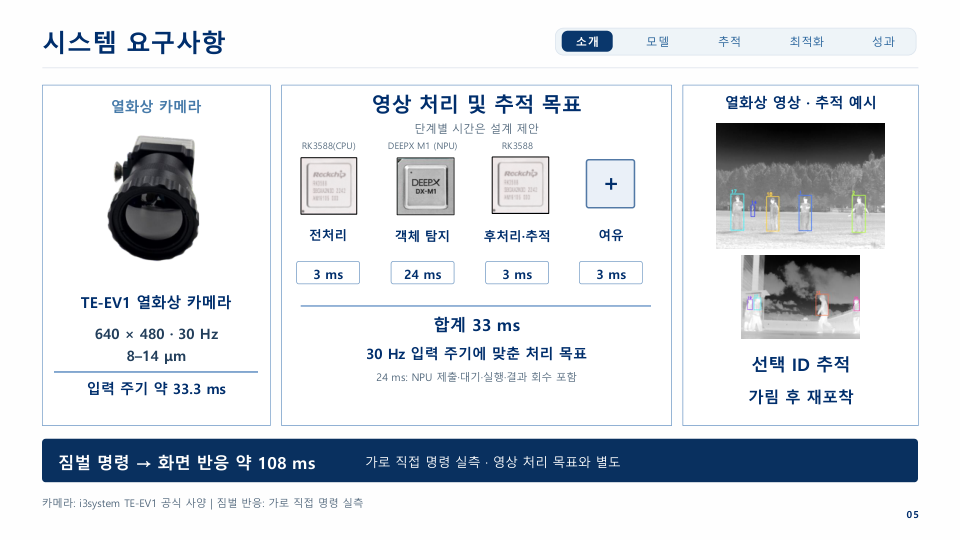 시스템 요구사항
소개 모델 추적 최적화 성과
열화상 카메라
TE-EV1 열화상 카메라
640 × 480 · 30 Hz
8–14 μm
입력 주기 약 33.3 ms
영상 처리 및 추적 목표
단계별 시간은 설계 제안
RK3588(CPU) DEEPX M1 (NPU) RK3588
Rockchip
RK3588
DEEPX
DX-M1
Rockchip
RK3588
+
전처리 객체 탐지 후처리·추적 여유
3 ms 24 ms 3 ms 3 ms
합계 33 ms
30 Hz 입력 주기에 맞춘 처리 목표
24 ms: NPU 제출·대기·실행·결과 회수 포함
열화상 영상 · 추적 예시
선택 ID 추적
가림 후 재포착
짐벌 명령 → 화면 반응 약 108 ms 가로 직접 명령 실측 · 영상 처리 목표와 별도
카메라: i3system TE-EV1 공식 사양 | 짐벌 반응: 가로 직접 명령 실측
05